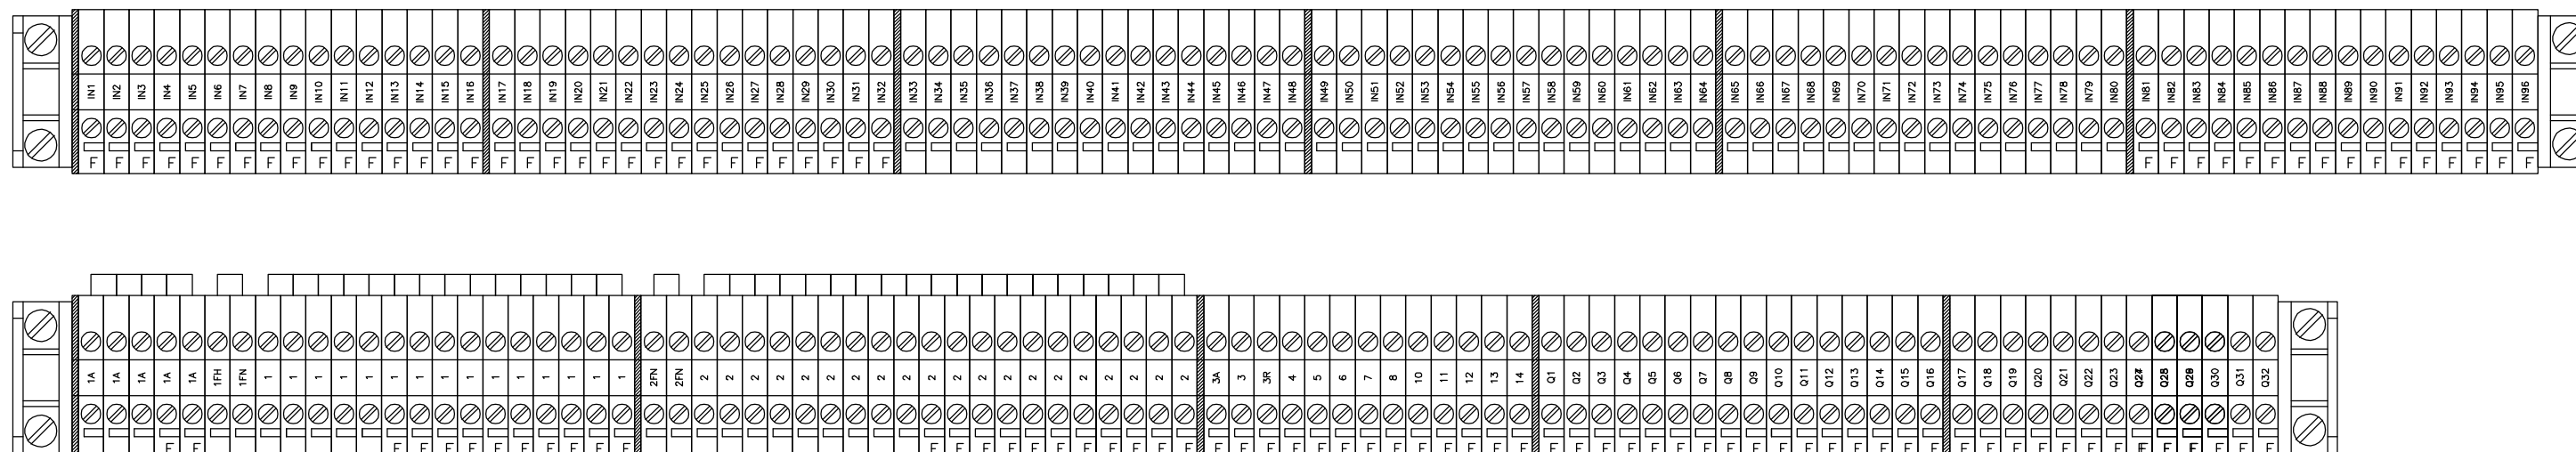 IN1 IN2 IN3 IN4 IN5 IN6 IN7 IN8 IN9 IN10 IN11 IN12 IN13 IN14 IN15 IN16 IN17 IN18 IN19 IN20 IN21 IN22 IN23 IN24 IN25 IN26 IN27 IN28 IN29 IN30 IN31 IN32 IN33 IN34 IN35 IN36 IN37 IN38 IN39 IN40 IN41 IN42 IN43 IN44 IN45 IN46 IN47 IN48 IN49 IN50 IN51 IN52 IN53 IN54 IN55 IN56 IN57 IN58 IN59 IN60 IN61 IN62 IN63 IN64 IN65 IN66 IN67 IN68 IN69 IN70 IN71 IN72 IN73 IN74 IN75 IN76 IN77 IN78 IN79 IN80 IN81 IN82 IN83 IN84 IN85 IN86 IN87 IN88 IN89 IN90 IN91 IN92 IN93 IN94 IN95 IN96
F F F F F F F F F F F F F F F F F F F F F F F F F F F F F F F F F F F F F F F F F F F F F F F F
1A 1A 1A 1A 1A 1FH 1FN 1 1 1 1 1 1 1 1 1 1 1 1 1 1 1 2FN 2FN 2 2 2 2 2 2 2 2 2 2 2 2 2 2 2 2 2 2 2 2 3A 3 3R 4 5 6 7 8 10 11 12 13 14 Q1 Q2 Q3 Q4 Q5 Q6 Q7 Q8 Q9 Q10 Q11 Q12 Q13 Q14 Q15 Q16 Q17 Q18 Q19 Q20 Q21 Q22 Q23 Q30 Q31 Q32
F F F F F F F F F F F F F F F F F F F F F F F F F F F F F F F F F F F F F F F F F F F F F F F F F F F F F F F F F F F F F F